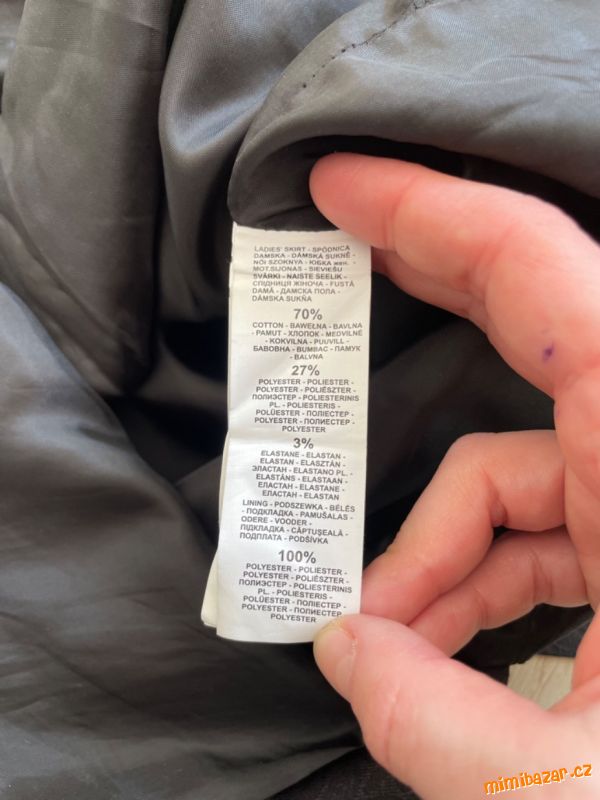 LADIES' SKIRT - SPÓDNICA
DAMSKA - DÁMSKÁ SUKNĚ -
NŐI SZOKNYA - ЮБКА жен. -
MOT.SIJONAS - SIEVIEŠU
SVĀRKI - NAISTE SEELIK -
СПІДНИЦЯ ЖІНОЧА - FUSTĂ
DAMĂ - ДАМСКА ПОЛА -
DÁMSKA SUKŇA
70%
COTTON - BAWEŁNA - BAVLNA
- PAMUT - ХЛОПОК - MEDVILNĖ
- KOKVILNA - PUUVILL -
БАВОВНА - BUMBAC - ПАМУК
- BALVNA
27%
POLYESTER - POLIESTER -
POLYESTER - POLIÉSZTER -
ПОЛИЭСТЕР - POLIESTERINIS
PL. - POLIESTERIS -
POLÜESTER - ПОЛІЕСТЕР -
POLYESTER - ПОЛИЕСТЕР -
POLYESTER
3%
ELASTANE - ELASTAN -
ELASTAN - ELASZTÁN -
ЭЛАСТАН - ELASTANO PL. -
ELASTĀNS - ELASTAAN -
ЕЛАСТАН - ELASTANE -
ЕЛАСТАН - ELASTAN
LINING - PODSZEWKA - BÉLÉS
- ПОДКЛАДКА - PAMUŠALAS -
ODERE - VOODER -
ПІДКЛАДКА - CĂPTUȘEALĂ -
ПОДПЛАТА - PODŠÍVKA
100%
POLYESTER - POLIESTER -
POLYESTER - POLIÉSZTER -
ПОЛИЭСТЕР - POLIESTERINIS
PL. - POLIESTERIS -
POLÜESTER - ПОЛІЕСТЕР -
POLYESTER - ПОЛИЕСТЕР
POLYESTER
mimibazar.cz